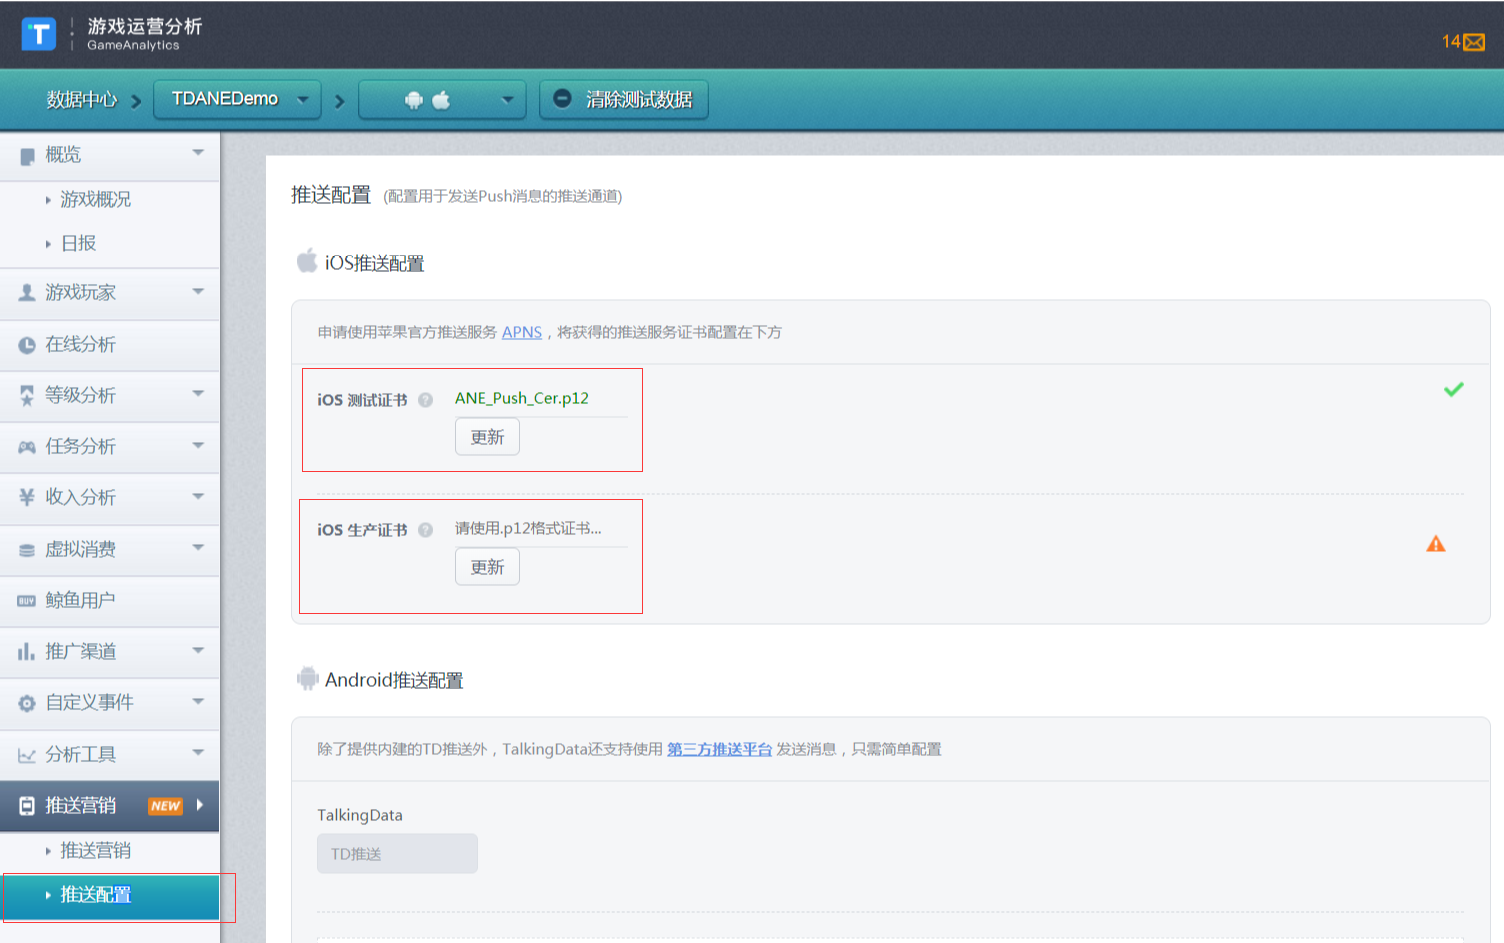 T
游戏运营分析
GameAnalytics
14
数据中心
TDANEDemo
清除测试数据
概览
游戏概况
日报
游戏玩家
在线分析
等级分析
任务分析
收入分析
虚拟消费
BUY 鲸鱼用户
推广渠道
自定义事件
分析工具
推送营销 NEW
推送营销
推送配置
推送配置 (配置用于发送Push消息的推送通道)
iOS推送配置
申请使用苹果官方推送服务 APNS，将获得的推送服务证书配置在下方
iOS 测试证书 ? ANE_Push_Cer.p12
更新
iOS 生产证书 ? 请使用.p12格式证书...
更新
Android推送配置
除了提供内建的TD推送外，TalkingData还支持使用 第三方推送平台 发送消息，只需简单配置
TalkingData
TD推送